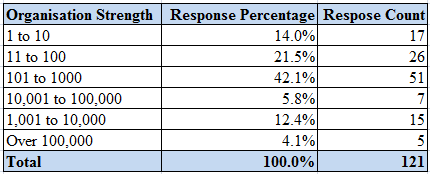 Organisation Strength Response Percentage Respose Count
1 to 10 14.0% 17
11 to 100 21.5% 26
101 to 1000 42.1% 51
10,001 to 100,000 5.8% 7
1,001 to 10,000 12.4% 15
Over 100,000 4.1% 5
Total 100.0% 121